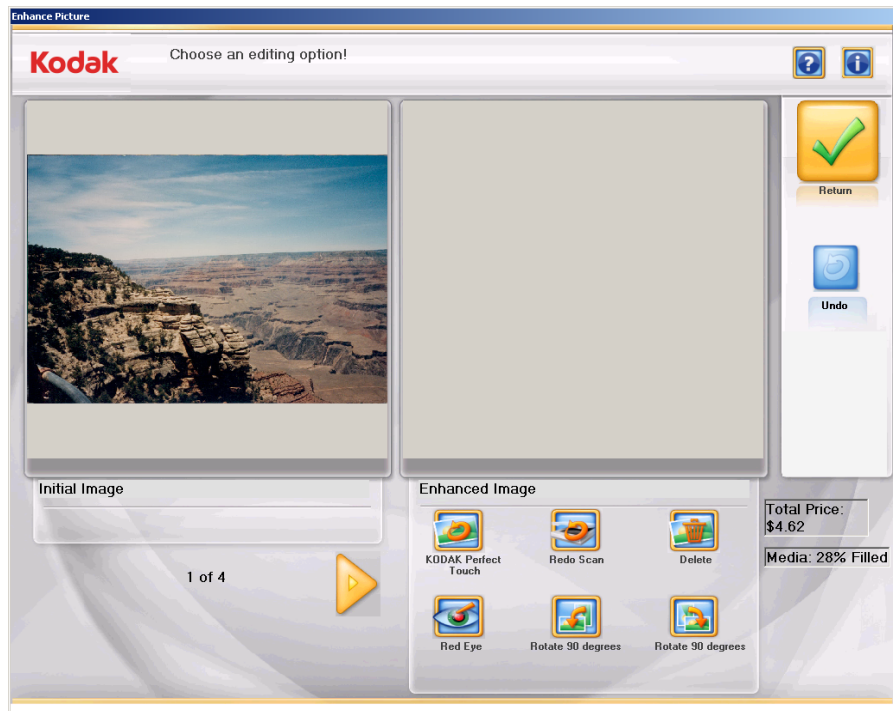 Enhance Picture
Kodak
Choose an editing option!
Return
Undo
Initial Image
Enhanced Image
Total Price:
$4.62
KODAK Perfect
Touch
Redo Scan
Delete
Media: 28% Filled
1 of 4
Red Eye
Rotate 90 degrees
Rotate 90 degrees